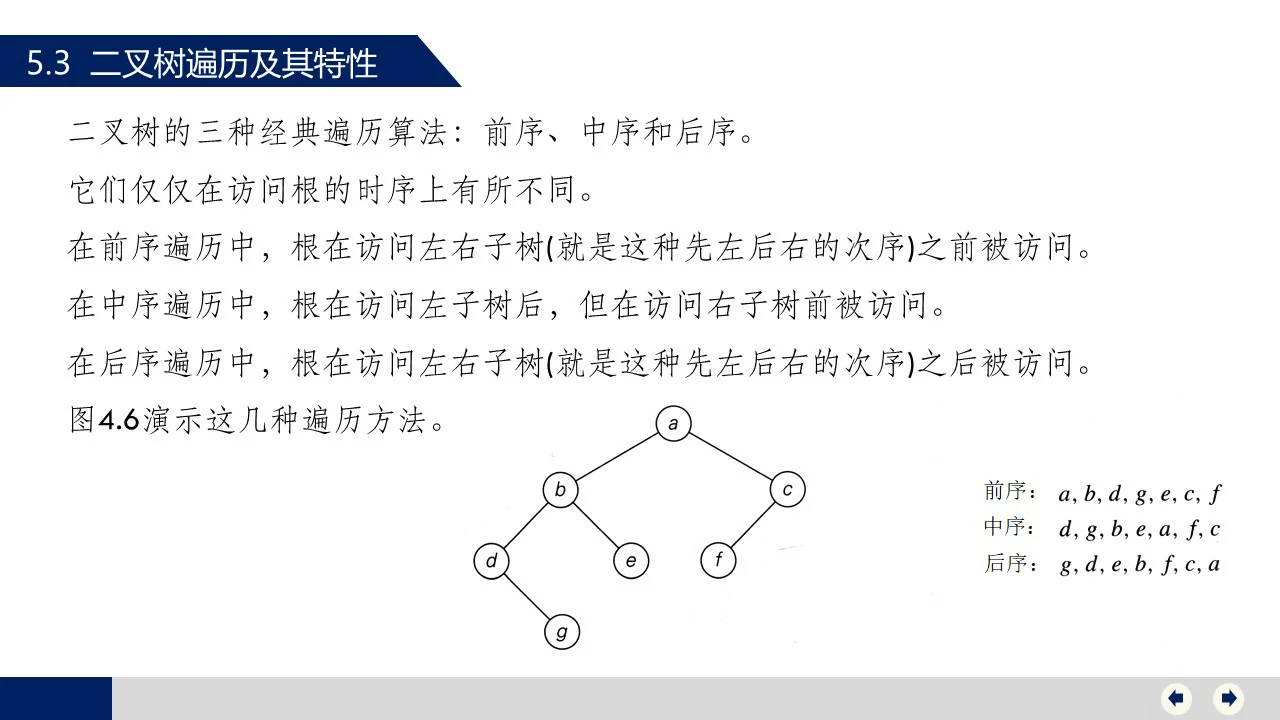 5.3 二叉树遍历及其特性
二叉树的三种经典遍历算法：前序、中序和后序。
它们仅仅在访问根的时序上有所不同。
在前序遍历中，根在访问左右子树(就是这种先左后右的次序)之前被访问。
在中序遍历中，根在访问左子树后，但在访问右子树前被访问。
在后序遍历中，根在访问左右子树(就是这种先左后右的次序)之后被访问。
图4.6演示这几种遍历方法。
a
b
c
d
e
f
g
前序： a, b, d, g, e, c, f
中序： d, g, b, e, a, f, c
后序： g, d, e, b, f, c, a